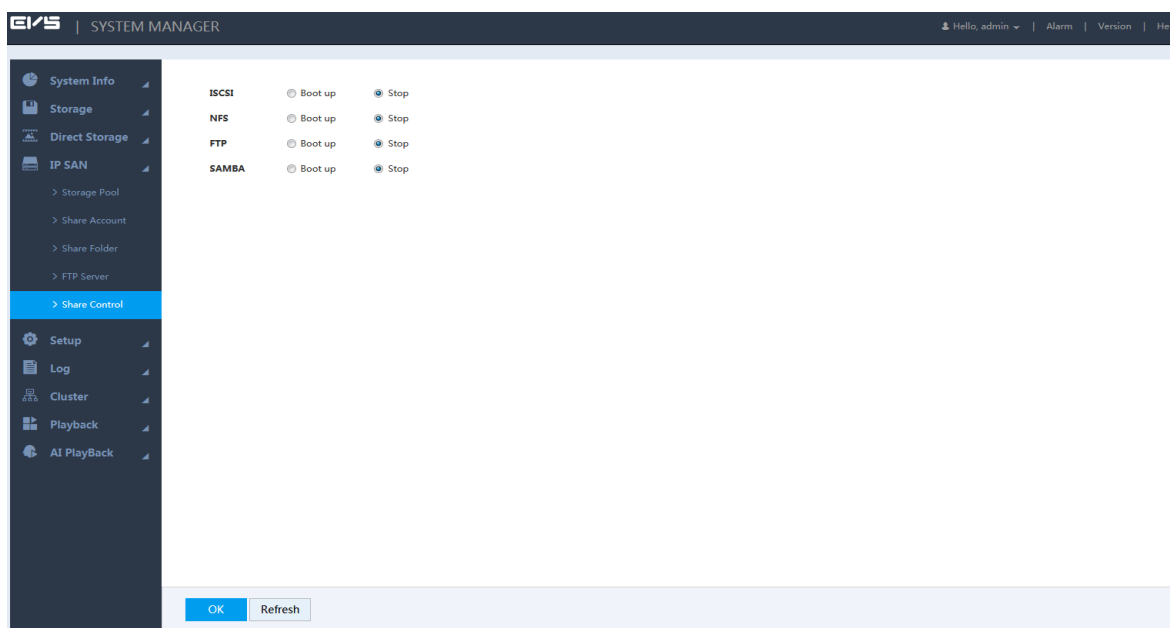 EVS | SYSTEM MANAGER
Hello, admin | Alarm | Version | He
System Info
Storage
Direct Storage
IP SAN
> Storage Pool
> Share Account
> Share Folder
> FTP Server
> Share Control
Setup
Log
Cluster
Playback
AI PlayBack
ISCSI Boot up Stop
NFS Boot up Stop
FTP Boot up Stop
SAMBA Boot up Stop
OK Refresh